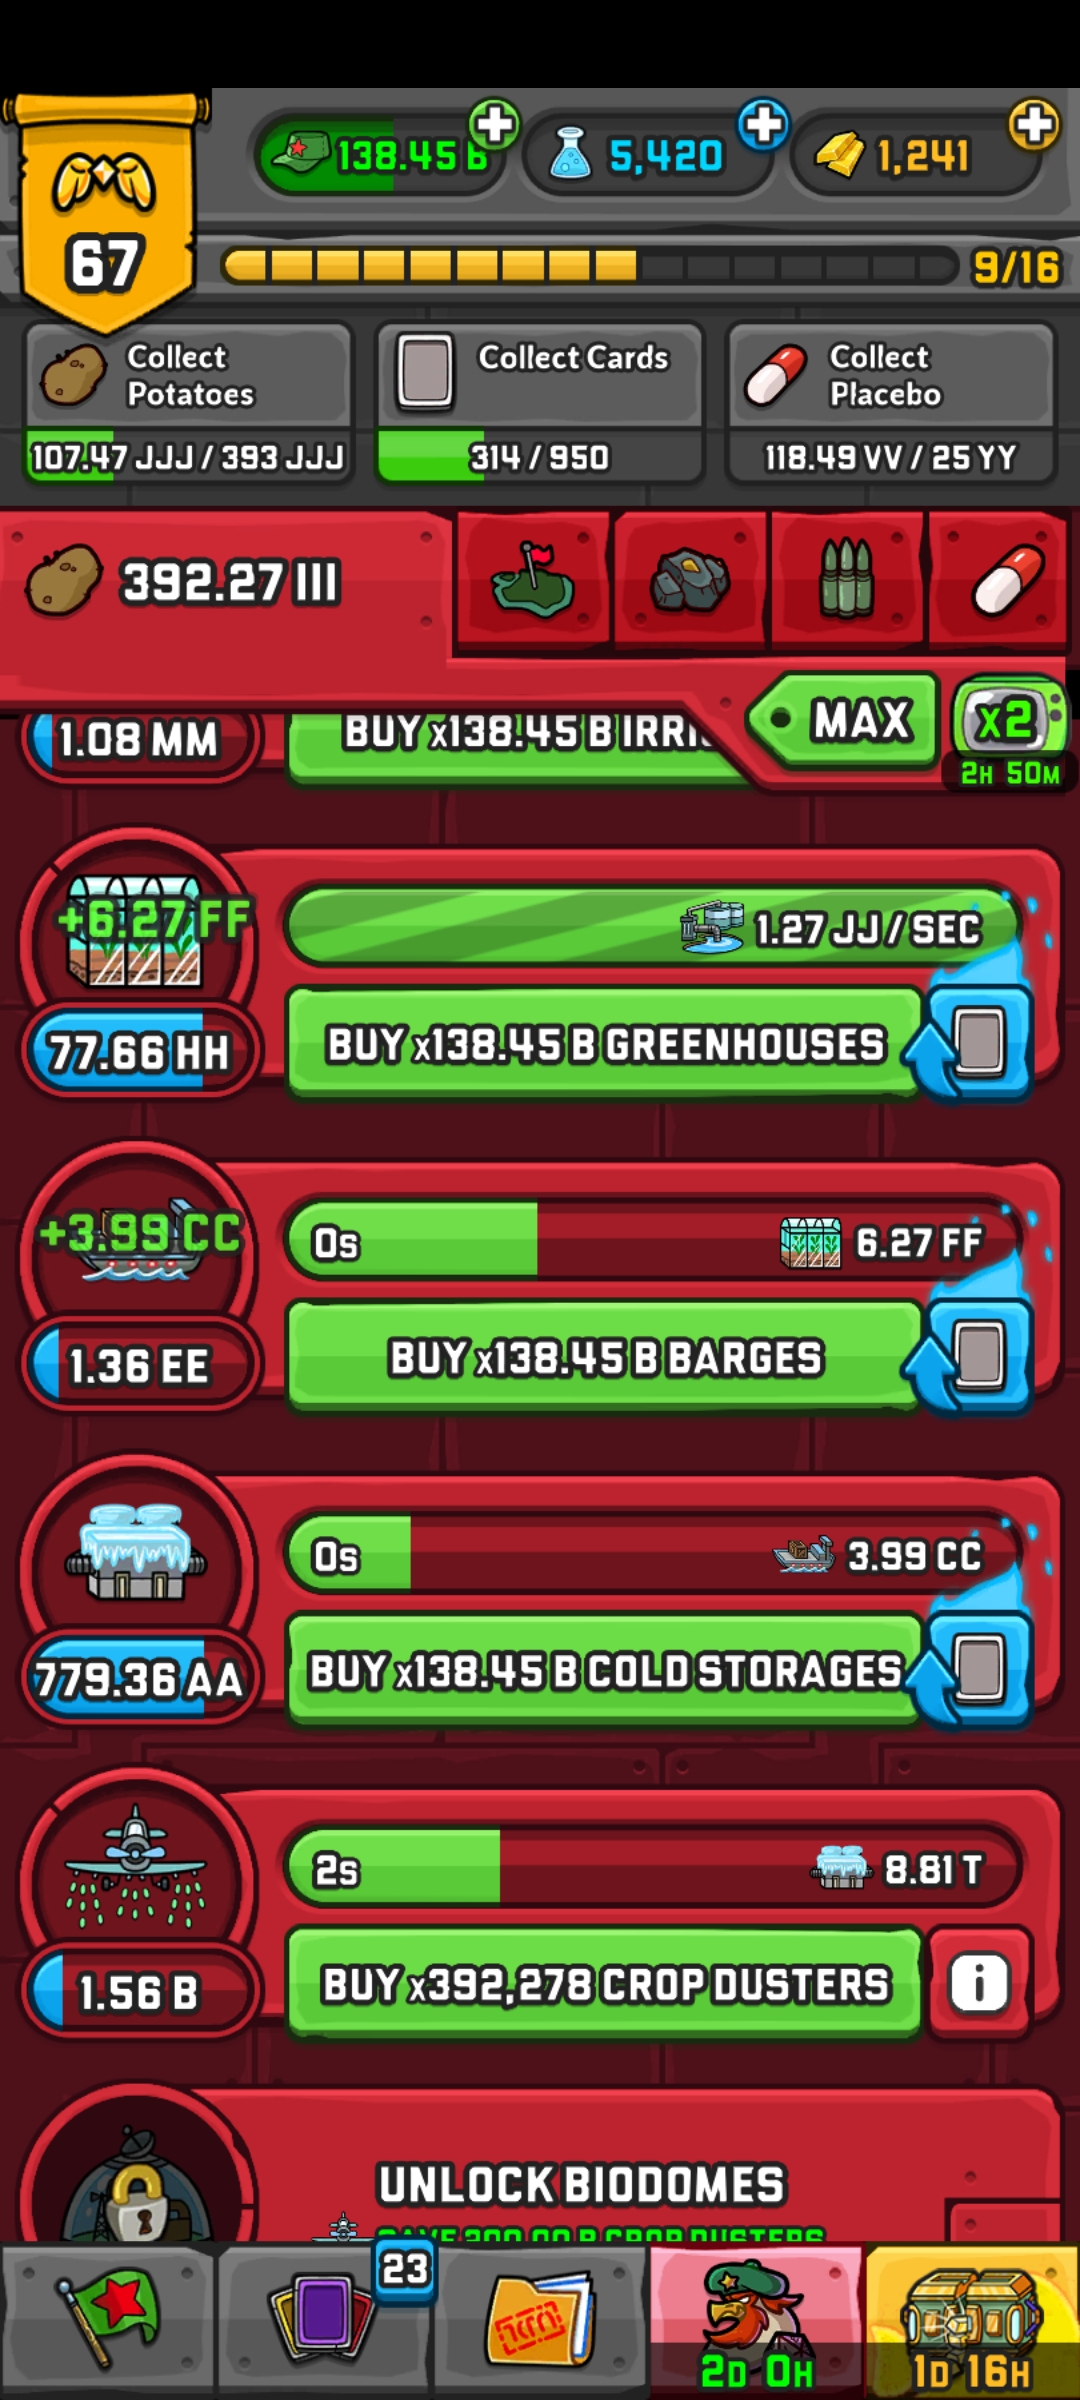 138.45 B
5,420
1,241
67
9/16
Collect
Potatoes
107.47 JJJ / 393 JJJ
Collect Cards
314 / 950
Collect
Placebo
118.49 VV / 25 YY
392.27 III
MAX
x2
2H 50M
1.08 MM
BUY x138.45 B
+6.27 FF
1.27 JJ / SEC
77.66 HH
BUY x138.45 B GREENHOUSES
+3.99 CC
0s
6.27 FF
1.36 EE
BUY x138.45 B BARGES
0s
3.99 CC
779.36 AA
BUY x138.45 B COLD STORAGES
2s
8.81 T
1.56 B
BUY x392,278 CROP DUSTERS
i
UNLOCK BIODOMES
CROP DUSTERS
23
2D 0H
1D 16H